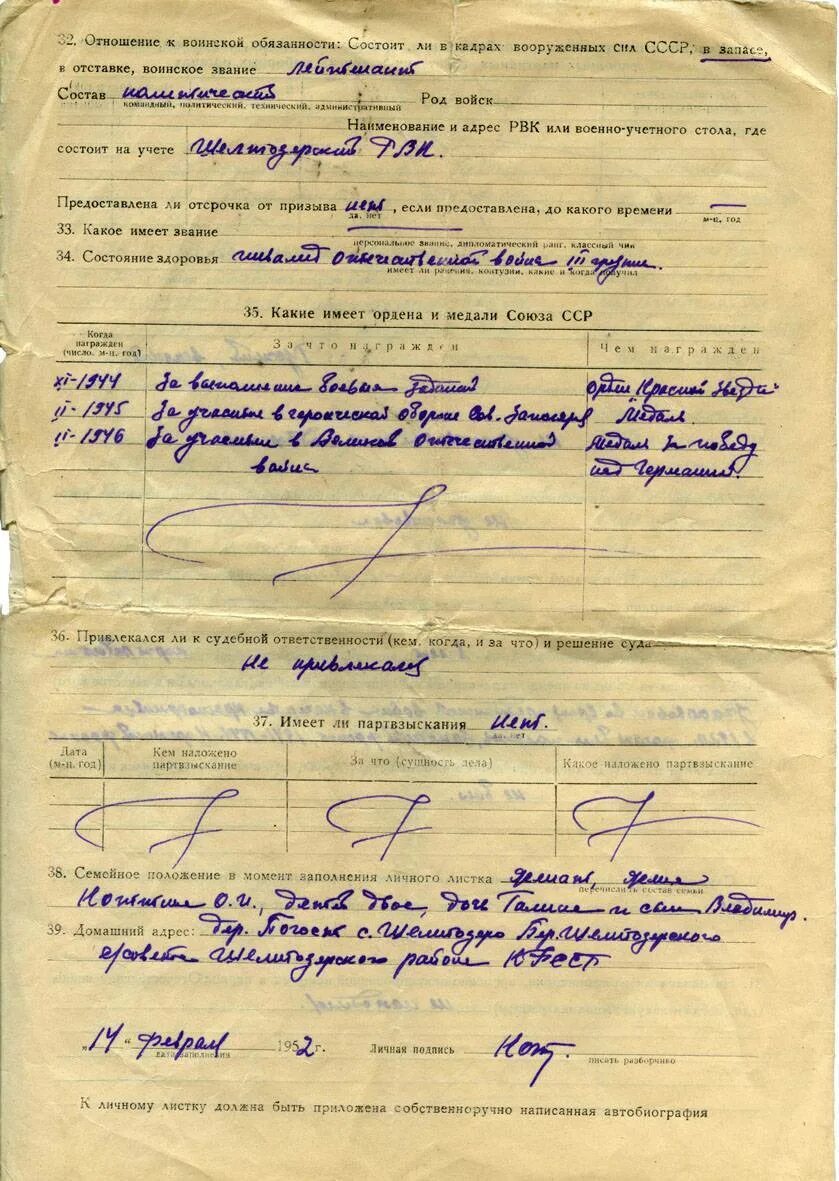 32. Отношение к воинской обязанности: Состоит ли в кадрах вооруженных сил СССР, в запасе,
в отставке, воинское звание лейтенант
Состав политический Род войск
командный, политический, технический, административный
Наименование и адрес РВК или военно-учетного стола, где
состоит на учете Шелтозерский РВК.
Предоставлена ли отсрочка от призыва нет, если предоставлена, до какого времени —
да, нет м-ц, год
33. Какое имеет звание —
персональное звание, дипломатический ранг, классный чин
34. Состояние здоровья инвалид Отечественной войны III группы.
имеет ли ранения, контузии, какие и когда получил
35. Какие имеет ордена и медали Союза ССР
Когда награжден (число, м-ц, год) За что награжден Чем награжден
XI-1944 За выполнение боевых заданий Орден Красной Звезды
II-1945 За участие в героической обороне Сов. Заполярья Медаль
II-1946 За участие в Великой Отечественной Медаль За победу
войне над Германией.
36. Привлекался ли к судебной ответственности (кем, когда, и за что) и решение суда
Не привлекался
37. Имеет ли партвзыскания Нет.
да, нет
Дата (м-ц, год) Кем наложено партвзыскание За что (сущность дела) Какое наложено партвзыскание
38. Семейное положение в момент заполнения личного листка Женат, жена
перечислить состав семьи
О.И., детей двое, дочь Галина и сын Владимир.
39. Домашний адрес: дер. Погост с. Шелтозеро Шелтозерского
с/совета Шелтозерского района КФССР
„14" февраля 1952 г. Личная подпись
дата заполнения писать разборчиво
К личному листку должна быть приложена собственноручно написанная автобиография